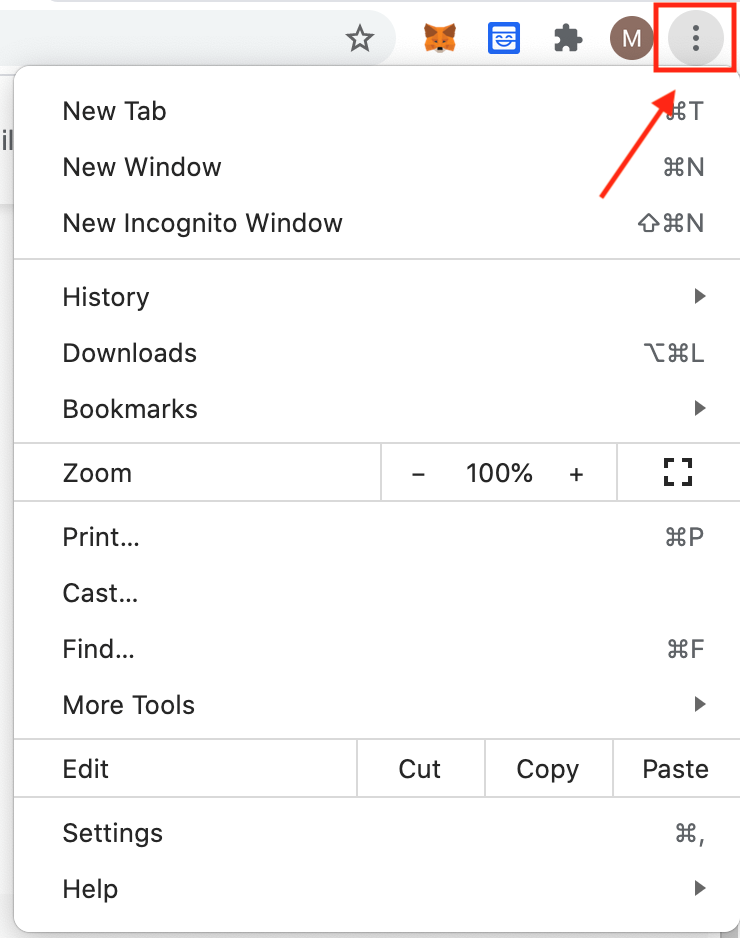 M
il
New Tab ⌘T
New Window ⌘N
New Incognito Window ⇧⌘N
History
Downloads ⌥⌘L
Bookmarks
Zoom − 100% +
Print... ⌘P
Cast...
Find... ⌘F
More Tools
Edit Cut Copy Paste
Settings ⌘,
Help